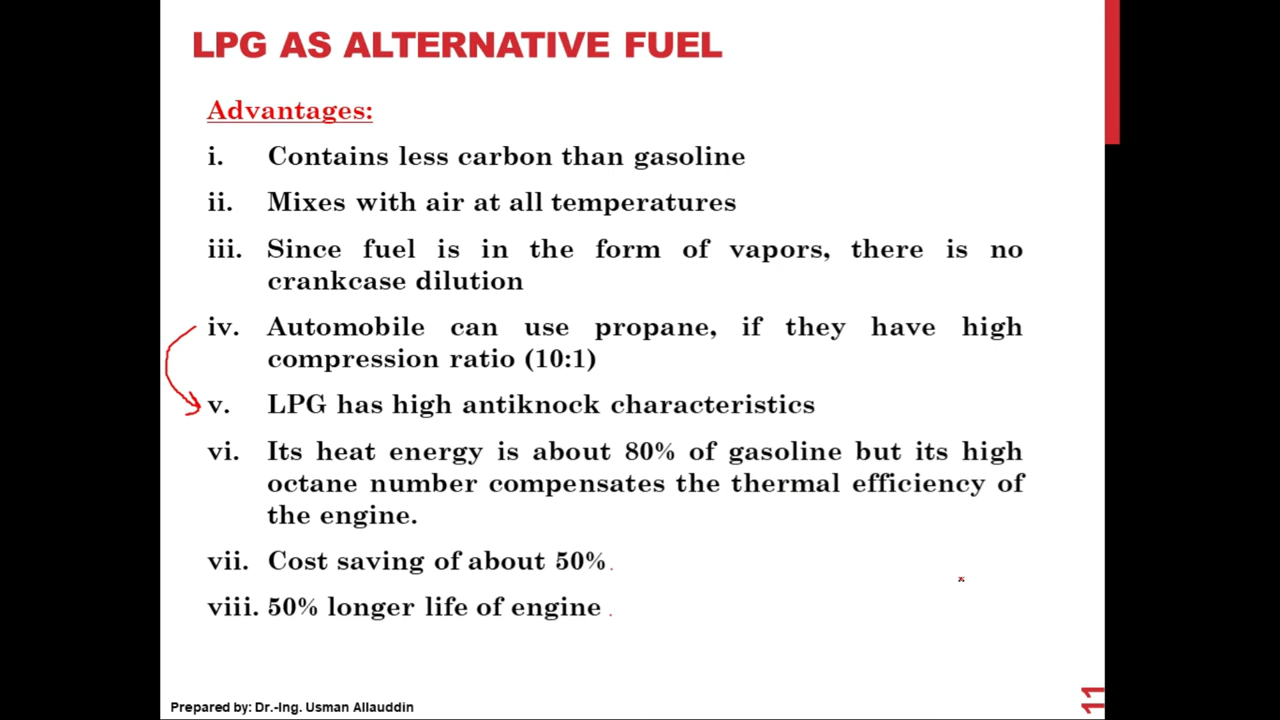 LPG AS ALTERNATIVE FUEL
Advantages:
i. Contains less carbon than gasoline
ii. Mixes with air at all temperatures
iii. Since fuel is in the form of vapors, there is no
crankcase dilution
iv. Automobile can use propane, if they have high
compression ratio (10:1)
v. LPG has high antiknock characteristics
vi. Its heat energy is about 80% of gasoline but its high
octane number compensates the thermal efficiency of
the engine.
vii. Cost saving of about 50%.
viii. 50% longer life of engine .
Prepared by: Dr.-Ing. Usman Allauddin
11